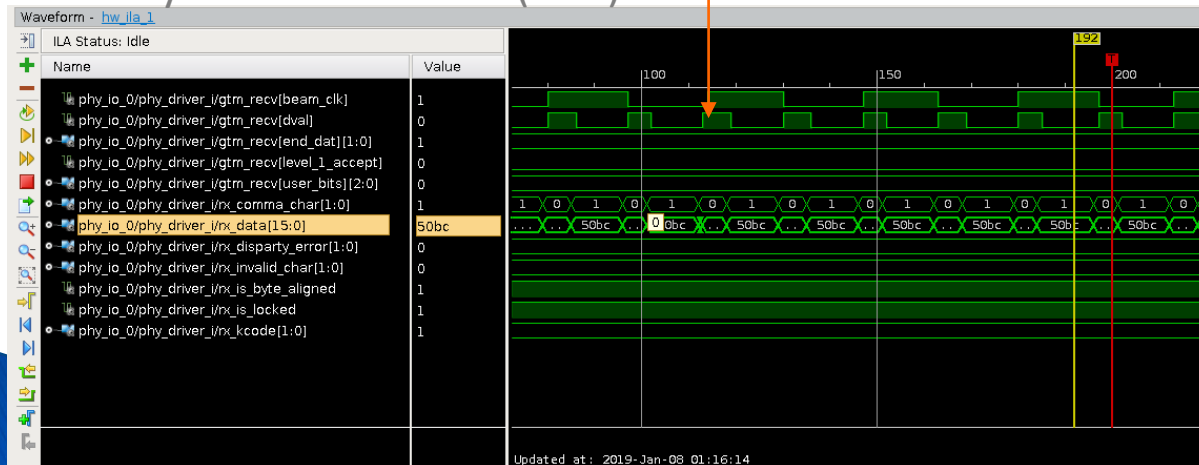 Waveform - hw_ila_1
ILA Status: Idle
Name Value
192
100 150 200
phy_io_0/phy_driver_i/gtm_recv[beam_clk] 1
phy_io_0/phy_driver_i/gtm_recv[dval] 0
phy_io_0/phy_driver_i/gtm_recv[end_dat][1:0] 1
phy_io_0/phy_driver_i/gtm_recv[level_1_accept] 0
phy_io_0/phy_driver_i/gtm_recv[user_bits][2:0] 0
phy_io_0/phy_driver_i/rx_comma_char[1:0] 1 1 0 1 0 1 0 1 0 1 0 1 0 1 0 1 0 1 0
phy_io_0/phy_driver_i/rx_data[15:0] 50bc ... .. 50bc .. 0 0bc .. 50bc .. 50bc .. 50bc .. 50bc .. 50bc .. 50bc ..
phy_io_0/phy_driver_i/rx_disparty_error[1:0] 0
phy_io_0/phy_driver_i/rx_invalid_char[1:0] 0
phy_io_0/phy_driver_i/rx_is_byte_aligned 1
phy_io_0/phy_driver_i/rx_is_locked 1
phy_io_0/phy_driver_i/rx_kcode[1:0] 1
Updated at: 2019-Jan-08 01:16:14